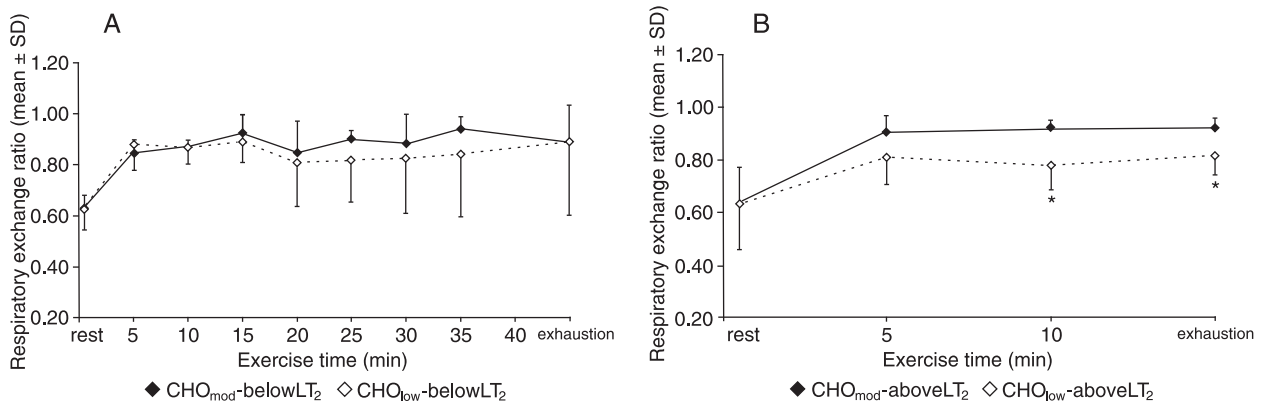 A
Respiratory exchange ratio (mean ± SD)
1.20
1.00
0.80
0.60
0.40
0.20
rest 5 10 15 20 25 30 35 40 exhaustion
Exercise time (min)
◆ CHOmod-belowLT2 ◇ CHOlow-belowLT2
B
Respiratory exchange ratio (mean ± SD)
1.20
1.00
0.80
0.60
0.40
0.20
* *
rest 5 10 exhaustion
Exercise time (min)
◆ CHOmod-aboveLT2 ◇ CHOlow-aboveLT2